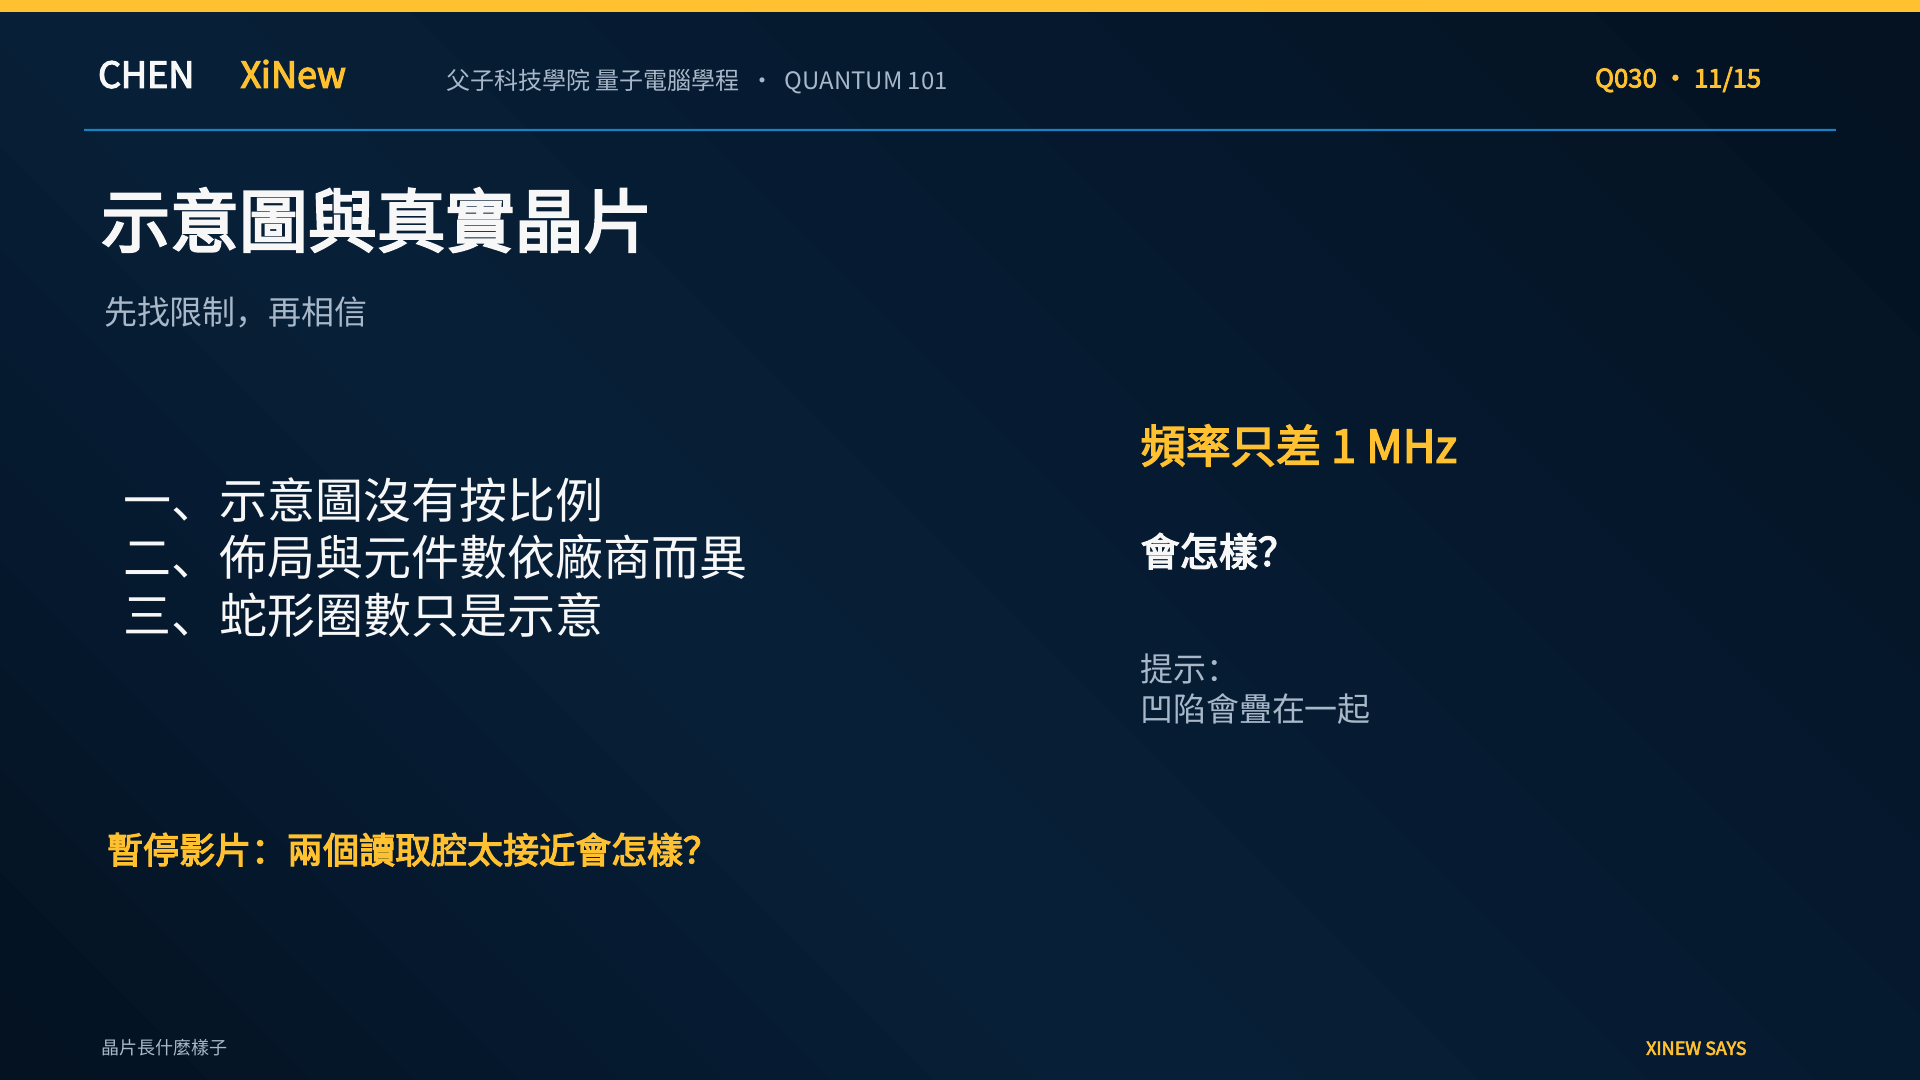 CHEN XiNew 父子科技學院 量子電腦學程 · QUANTUM 101 Q030 · 11/15
示意圖與真實晶片
先找限制，再相信
一、示意圖沒有按比例
二、佈局與元件數依廠商而異
三、蛇形圈數只是示意
頻率只差 1 MHz
會怎樣？
提示：
凹陷會疊在一起
暫停影片：兩個讀取腔太接近會怎樣？
晶片長什麼樣子
XINEW SAYS